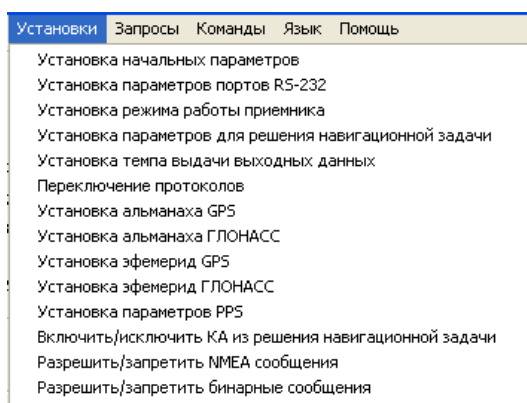 Установки Запросы Команды Язык Помощь
Установка начальных параметров
Установка параметров портов RS-232
Установка режима работы приемника
Установка параметров для решения навигационной задачи
Установка темпа выдачи выходных данных
Переключение протоколов
Установка альманаха GPS
Установка альманаха ГЛОНАСС
Установка эфемерид GPS
Установка эфемерид ГЛОНАСС
Установка параметров PPS
Включить/исключить КА из решения навигационной задачи
Разрешить/запретить NMEA сообщения
Разрешить/запретить бинарные сообщения